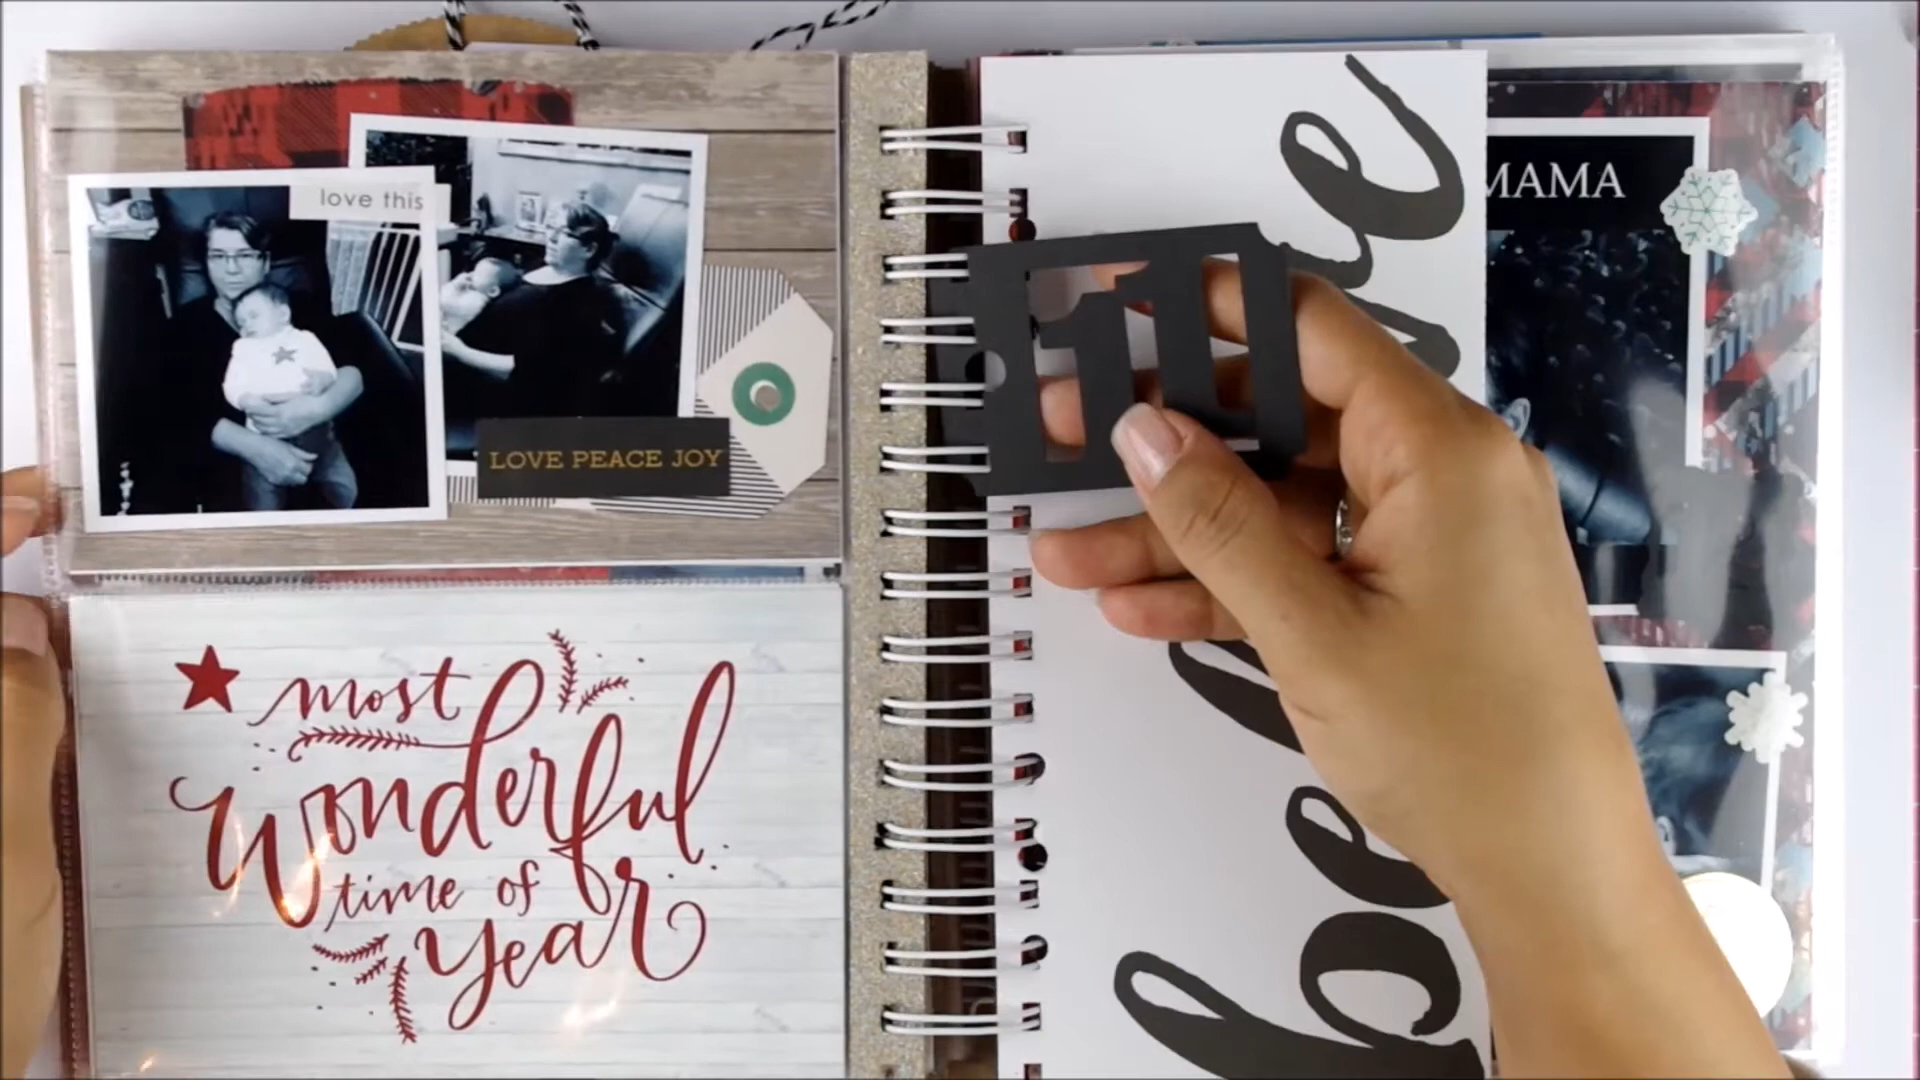 love this
LOVE PEACE JOY
most
wonderful
time of
year
11
MAMA